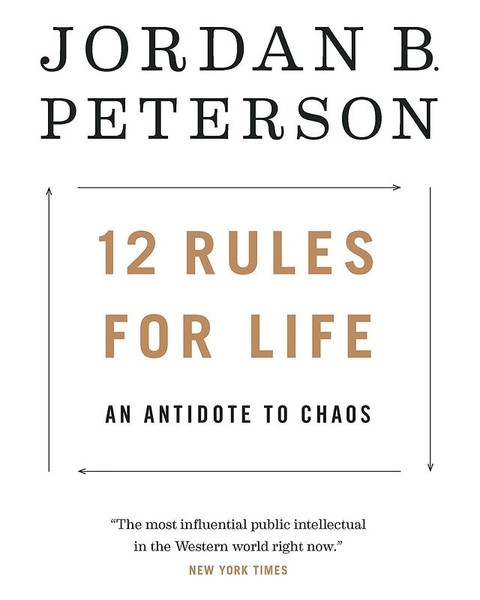 JORDAN B.
PETERSON
12 RULES
FOR LIFE
AN ANTIDOTE TO CHAOS
“The most influential public intellectual
in the Western world right now.”
NEW YORK TIMES